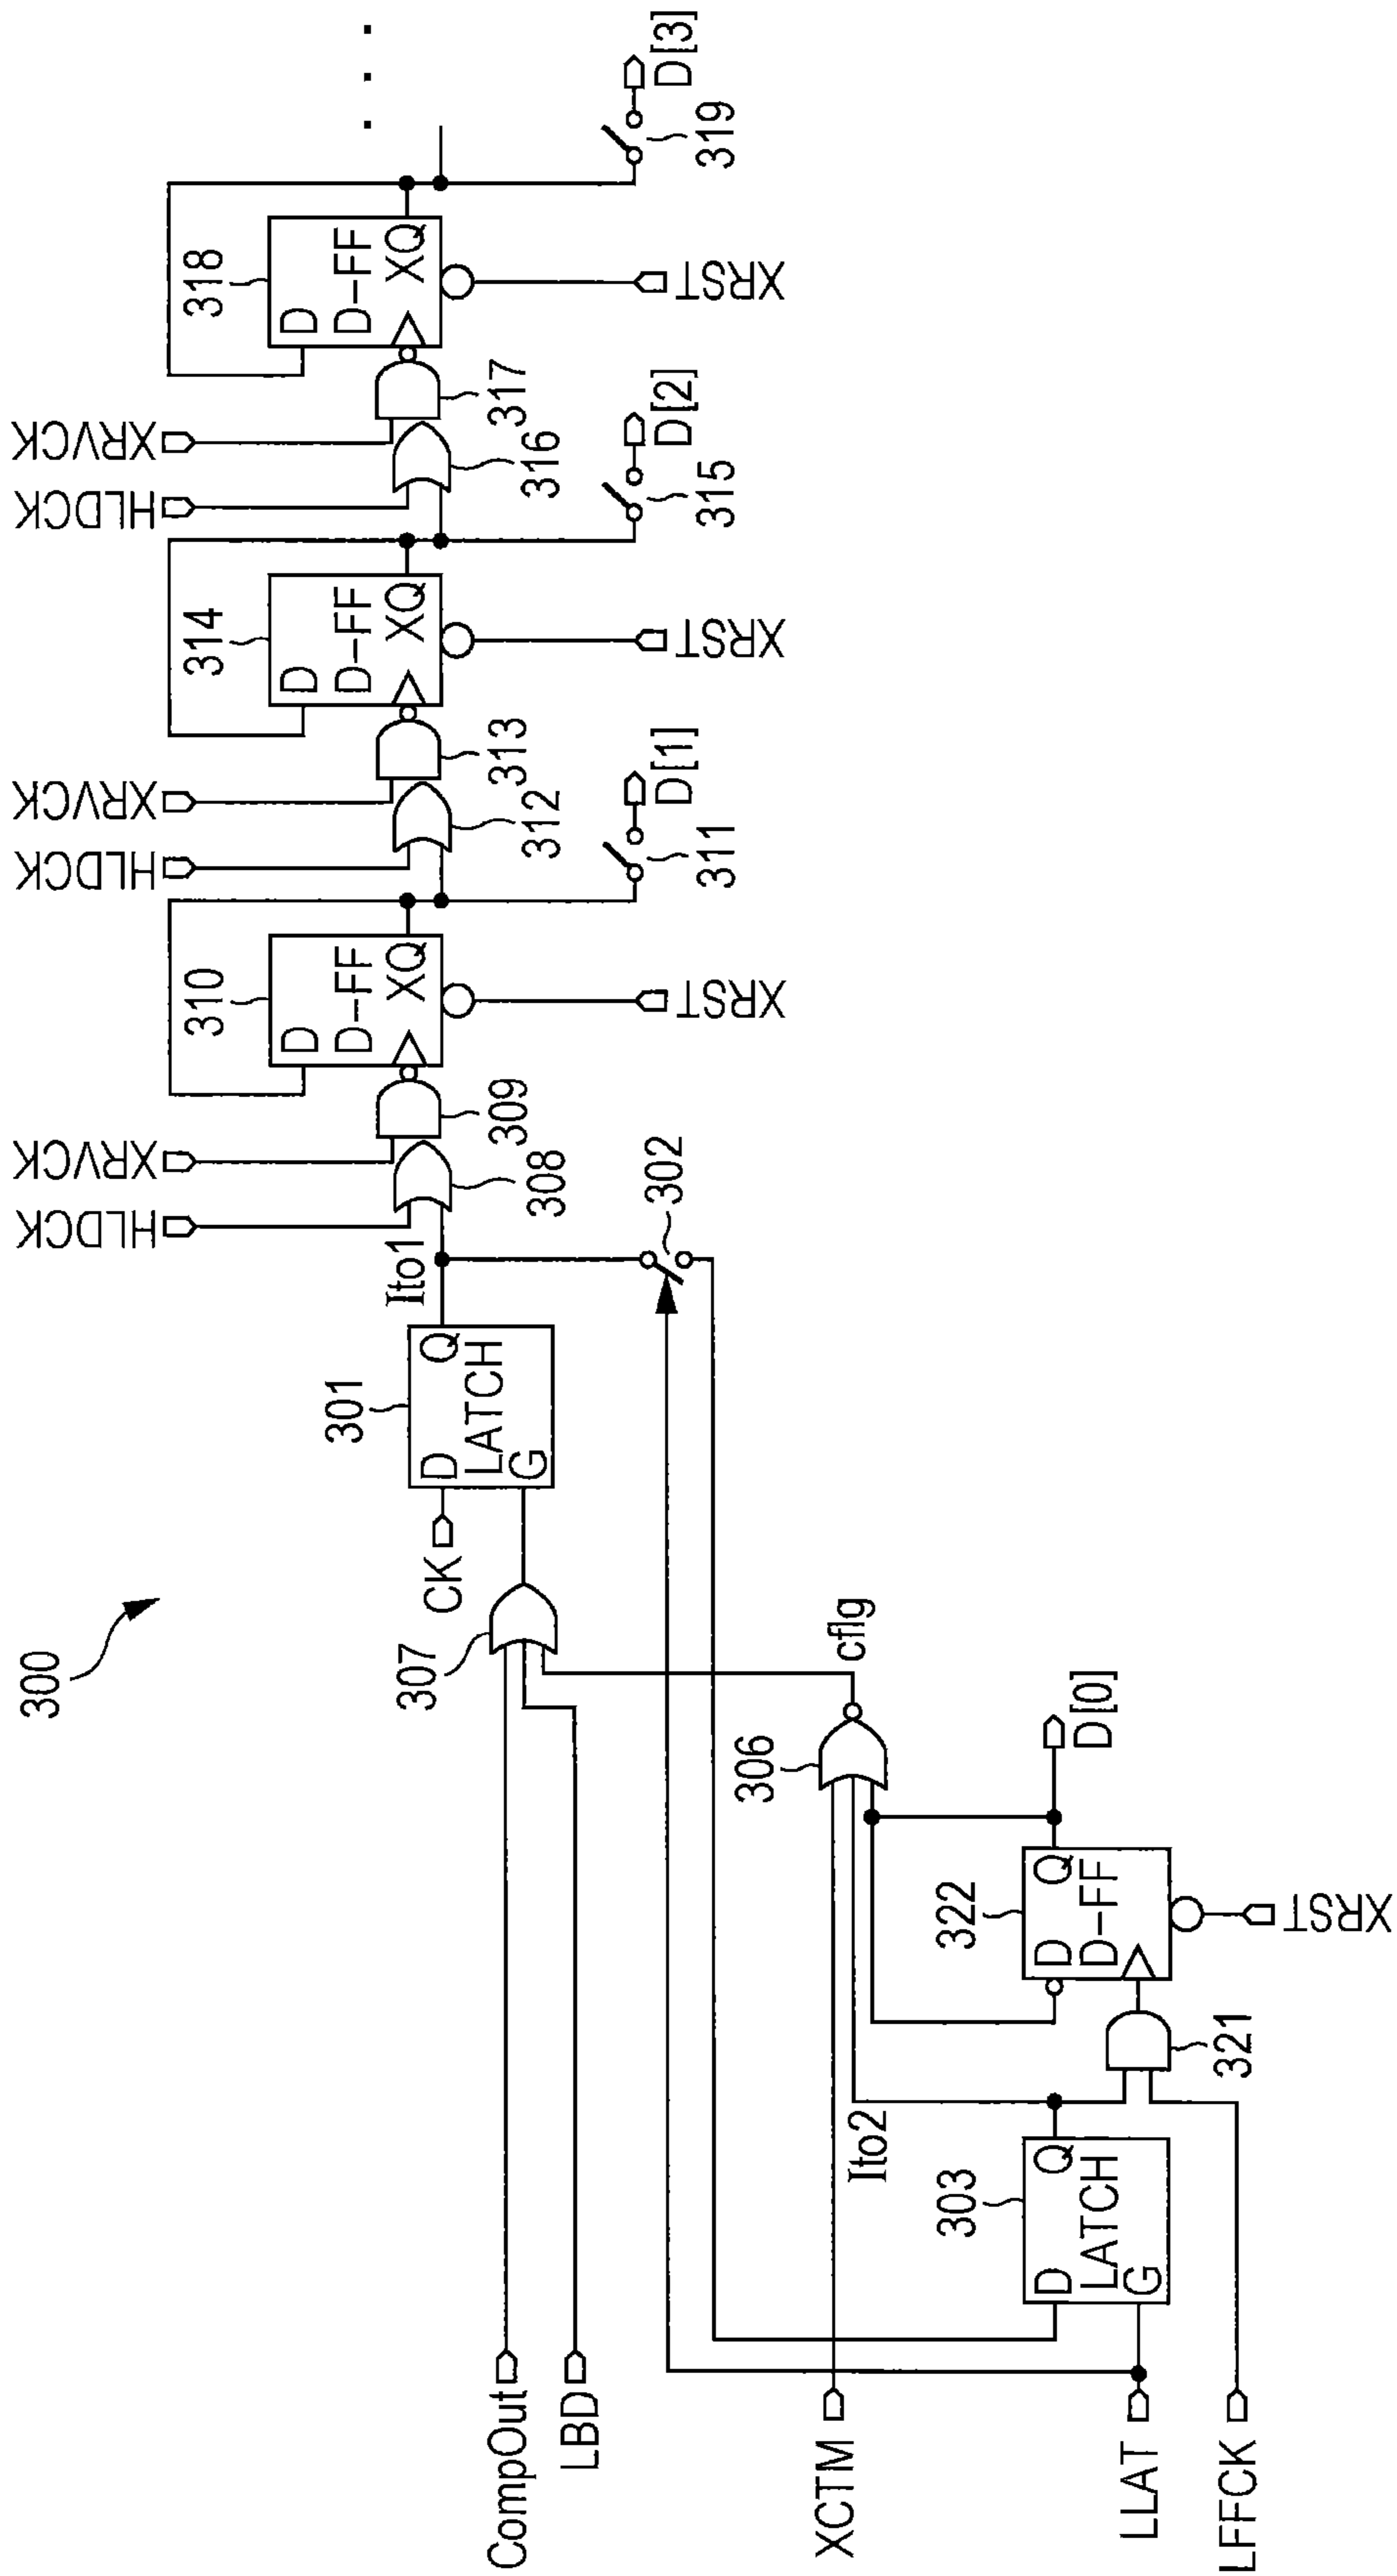 300
HLDCK
XRVCK
HLDCK
XRVCK
HLDCK
XRVCK
. . .
CompOut
LBD
307
CK
301
D
Q
LATCH
G
lto1
308
309
310
D
D-FF
XQ
XRST
311
D[1]
312
313
314
D
D-FF
XQ
XRST
315
D[2]
316
317
318
D
D-FF
XQ
XRST
319
D[3]
302
XCTM
LLAT
LFFCK
303
D
Q
LATCH
G
lto2
306
cflg
321
322
D
Q
D-FF
XRST
D[0]